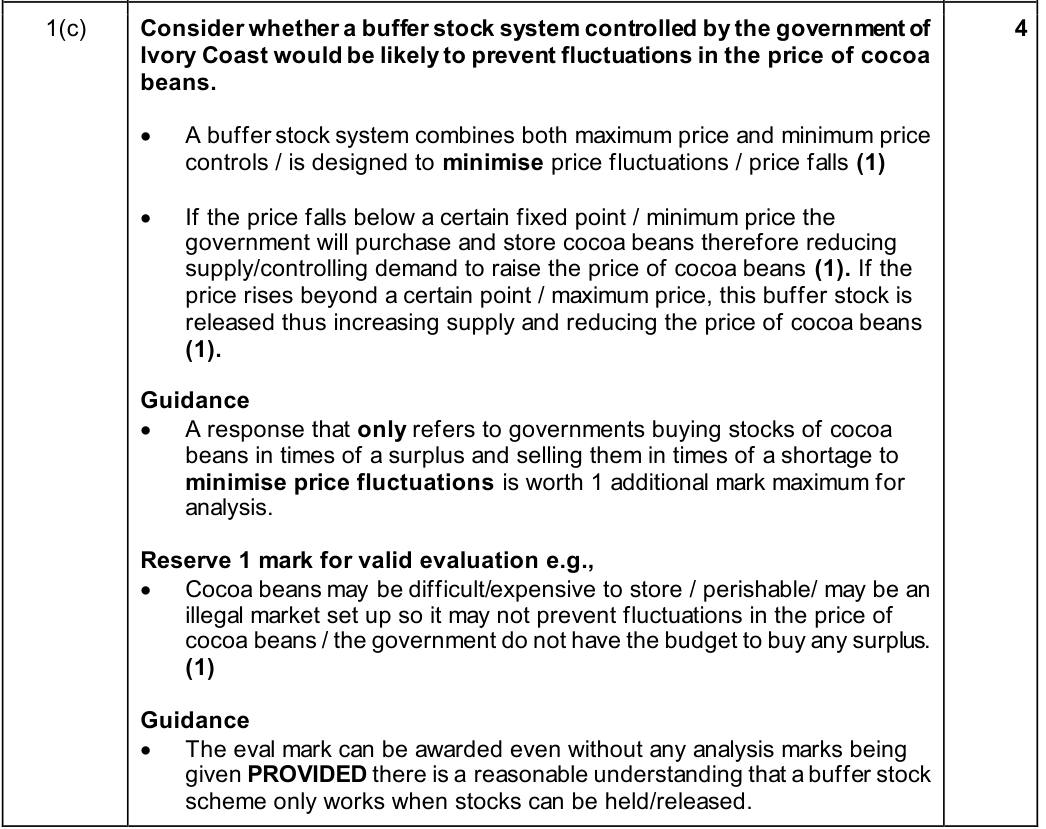 1(c)
Consider whether a buffer stock system controlled by the government of
4
Ivory Coast would be likely to prevent fluctuations in the price of cocoa
beans.
• A buffer stock system combines both maximum price and minimum price
controls / is designed to minimise price fluctuations / price falls (1)
• If the price falls below a certain fixed point / minimum price the
government will purchase and store cocoa beans therefore reducing
supply/controlling demand to raise the price of cocoa beans (1). If the
price rises beyond a certain point / maximum price, this buffer stock is
released thus increasing supply and reducing the price of cocoa beans
(1).
Guidance
• A response that only refers to governments buying stocks of cocoa
beans in times of a surplus and selling them in times of a shortage to
minimise price fluctuations is worth 1 additional mark maximum for
analysis.
Reserve 1 mark for valid evaluation e.g.,
• Cocoa beans may be difficult/expensive to store / perishable/ may be an
illegal market set up so it may not prevent fluctuations in the price of
cocoa beans / the government do not have the budget to buy any surplus.
(1)
Guidance
• The eval mark can be awarded even without any analysis marks being
given PROVIDED there is a reasonable understanding that a buffer stock
scheme only works when stocks can be held/released.